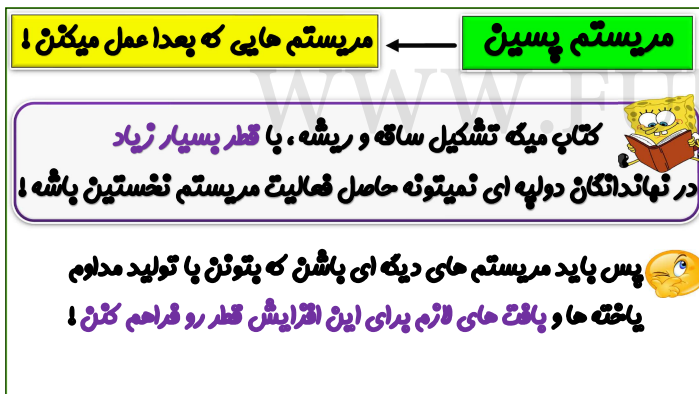 مریستم پسین
مریستم هایی که بعدا عمل میکنن !
WWW.FU
کتاب میگه تشکیل ساقه و ریشه ، با قطر بسیار زیاد
در نهاندانگان دولپه ای نمیتونه حاصل فعالیت مریستم نخستین باشه !
پس باید مریستم های دیگه ای باشن که بتونن با تولید مداوم
یاخته ها و بافت های لازم برای این افزایش قطر رو فراهم کنن !